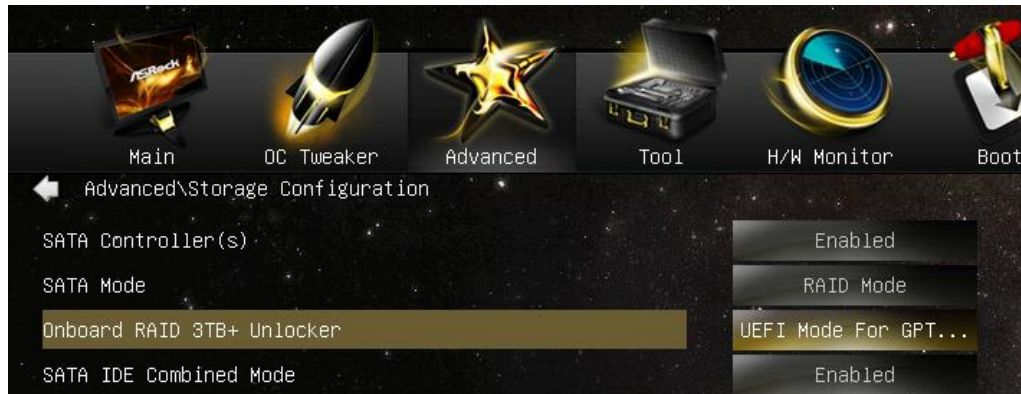 ASRock
Main OC Tweaker Advanced Tool H/W Monitor Boot
Advanced\Storage Configuration
SATA Controller(s) Enabled
SATA Mode RAID Mode
Onboard RAID 3TB+ Unlocker UEFI Mode For GPT...
SATA IDE Combined Mode Enabled